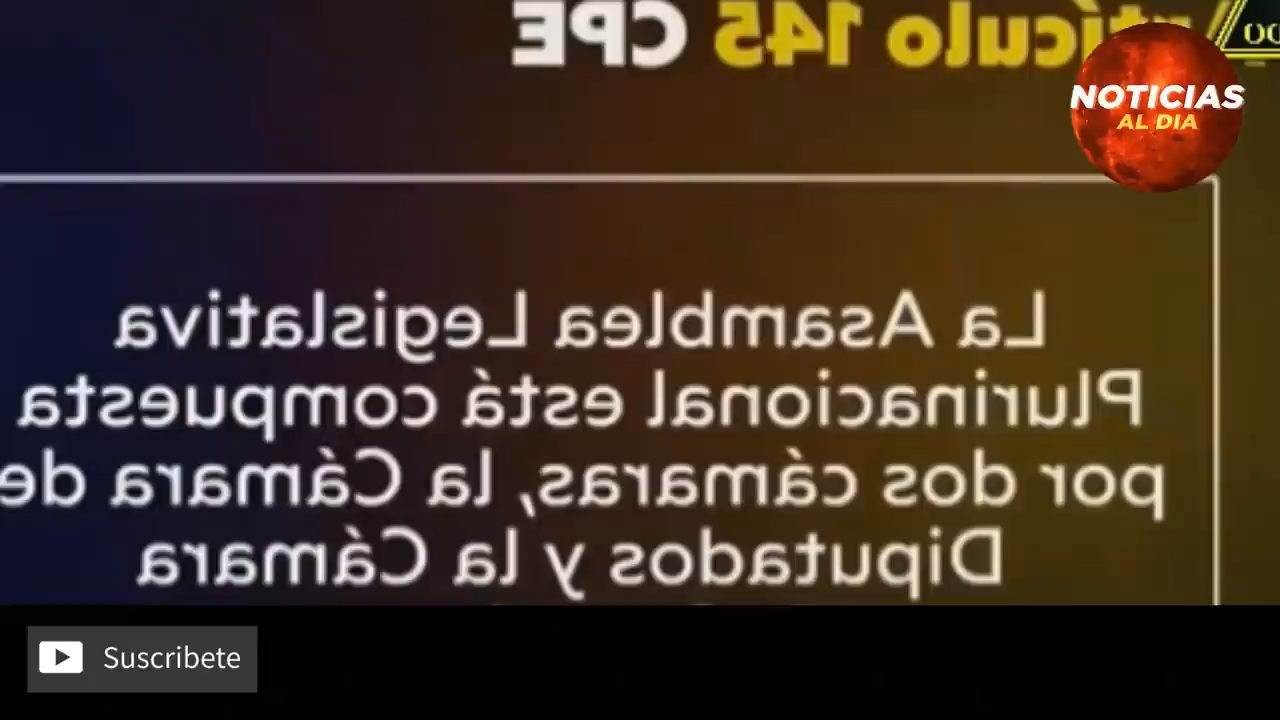 Artículo 145 CPE
NOTICIAS
AL DIA
La Asamblea Legislativa
Plurinacional está compuesta
por dos cámaras, la Cámara de
Diputados y la Cámara
Suscribete